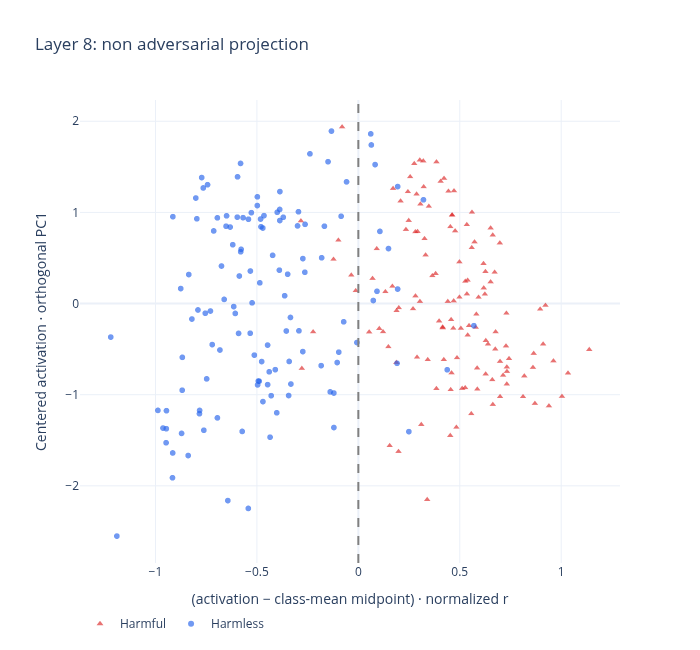 Layer 8: non adversarial projection
Centered activation · orthogonal PC1
2
1
0
−1
−2
−1
−0.5
0
0.5
1
(activation − class-mean midpoint) · normalized r
Harmful
Harmless